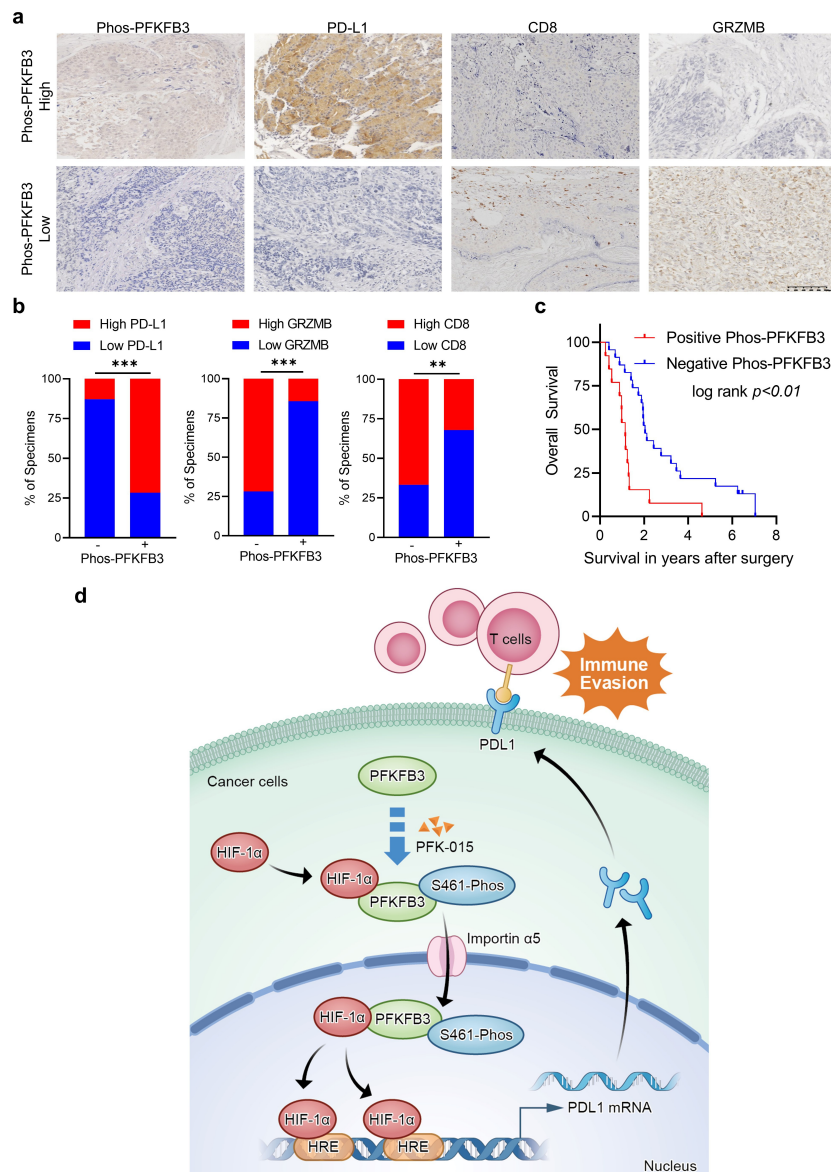 a
Phos-PFKFB3 PD-L1 CD8 GRZMB
Phos-PFKFB3
High
Phos-PFKFB3
Low
b
High PD-L1
Low PD-L1
***
100
75
50
25
0
% of Specimens
- +
Phos-PFKFB3
High GRZMB
Low GRZMB
***
100
75
50
25
0
% of Specimens
- +
Phos-PFKFB3
High CD8
Low CD8
**
100
75
50
25
0
% of Specimens
- +
Phos-PFKFB3
c
Positive Phos-PFKFB3
Negative Phos-PFKFB3
log rank p<0.01
100
75
50
25
0
Overall Survival
0 2 4 6 8
Survival in years after surgery
d
T cells
Immune
Evasion
PDL1
Cancer cells
PFKFB3
PFK-015
HIF-1α
HIF-1α
PFKFB3
S461-Phos
Importin α5
HIF-1α
PFKFB3
S461-Phos
HIF-1α
HIF-1α
HRE
HRE
PDL1 mRNA
Nucleus